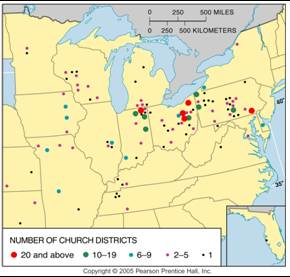 0 250 500 MILES
0 250 500 KILOMETERS
40°
35°
NUMBER OF CHURCH DISTRICTS
20 and above 10–19 6–9 2–5 1
Copyright © 2005 Pearson Prentice Hall, Inc.